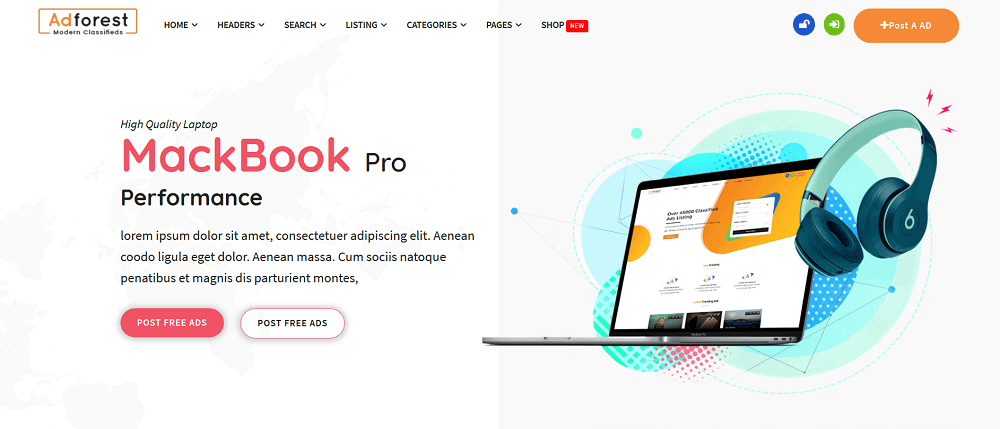 Adforest
Modern Classifieds
HOME HEADERS SEARCH LISTING CATEGORIES PAGES SHOP NEW
Post A AD
High Quality Laptop
MackBook Pro
Performance
lorem ipsum dolor sit amet, consectetuer adipiscing elit. Aenean
coodo ligula eget dolor. Aenean massa. Cum sociis natoque
penatibus et magnis dis parturient montes,
POST FREE ADS POST FREE ADS
Over 45000 Classified
Ads Listing